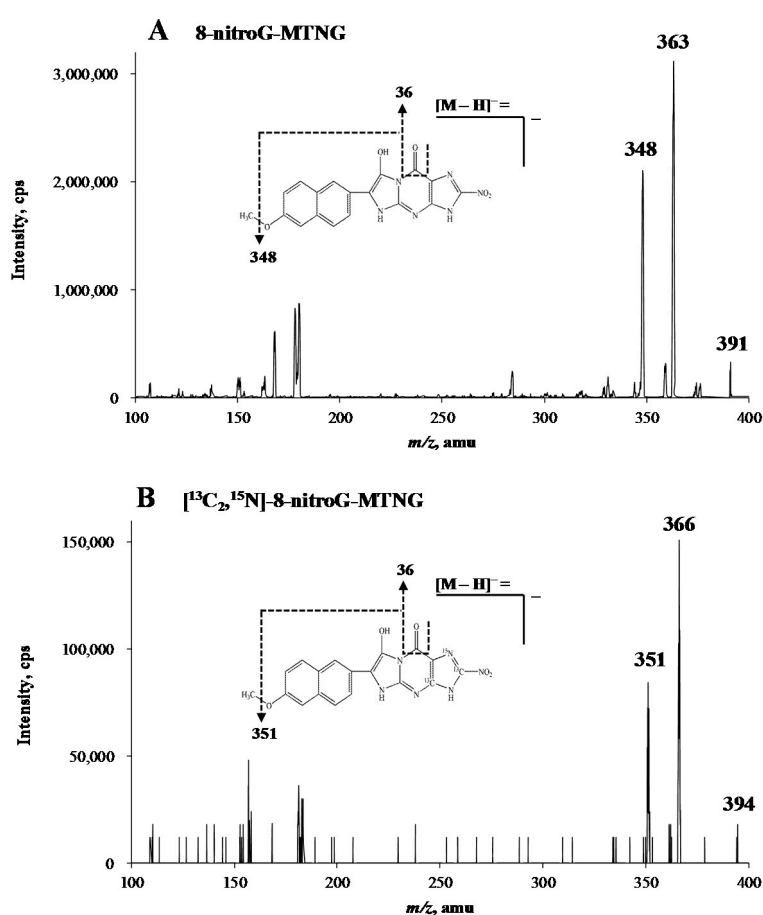 A 8-nitroG-MTNG
363
3,000,000
36
[M – H]⁻ =
–
348
OH
O
N
N
2,000,000
NO₂
H₃C
O
N
H
N
N
H
348
Intensity, cps
1,000,000
391
0
100 150 200 250 300 350 400
m/z, amu
B [¹³C₂,¹⁵N]-8-nitroG-MTNG
366
150,000
36
[M – H]⁻ =
–
OH
O
351
100,000
N
¹⁵N
¹³C
NO₂
¹³C
H₃C
O
N
H
N
N
H
351
Intensity, cps
50,000
394
0
100 150 200 250 300 350 400
m/z, amu